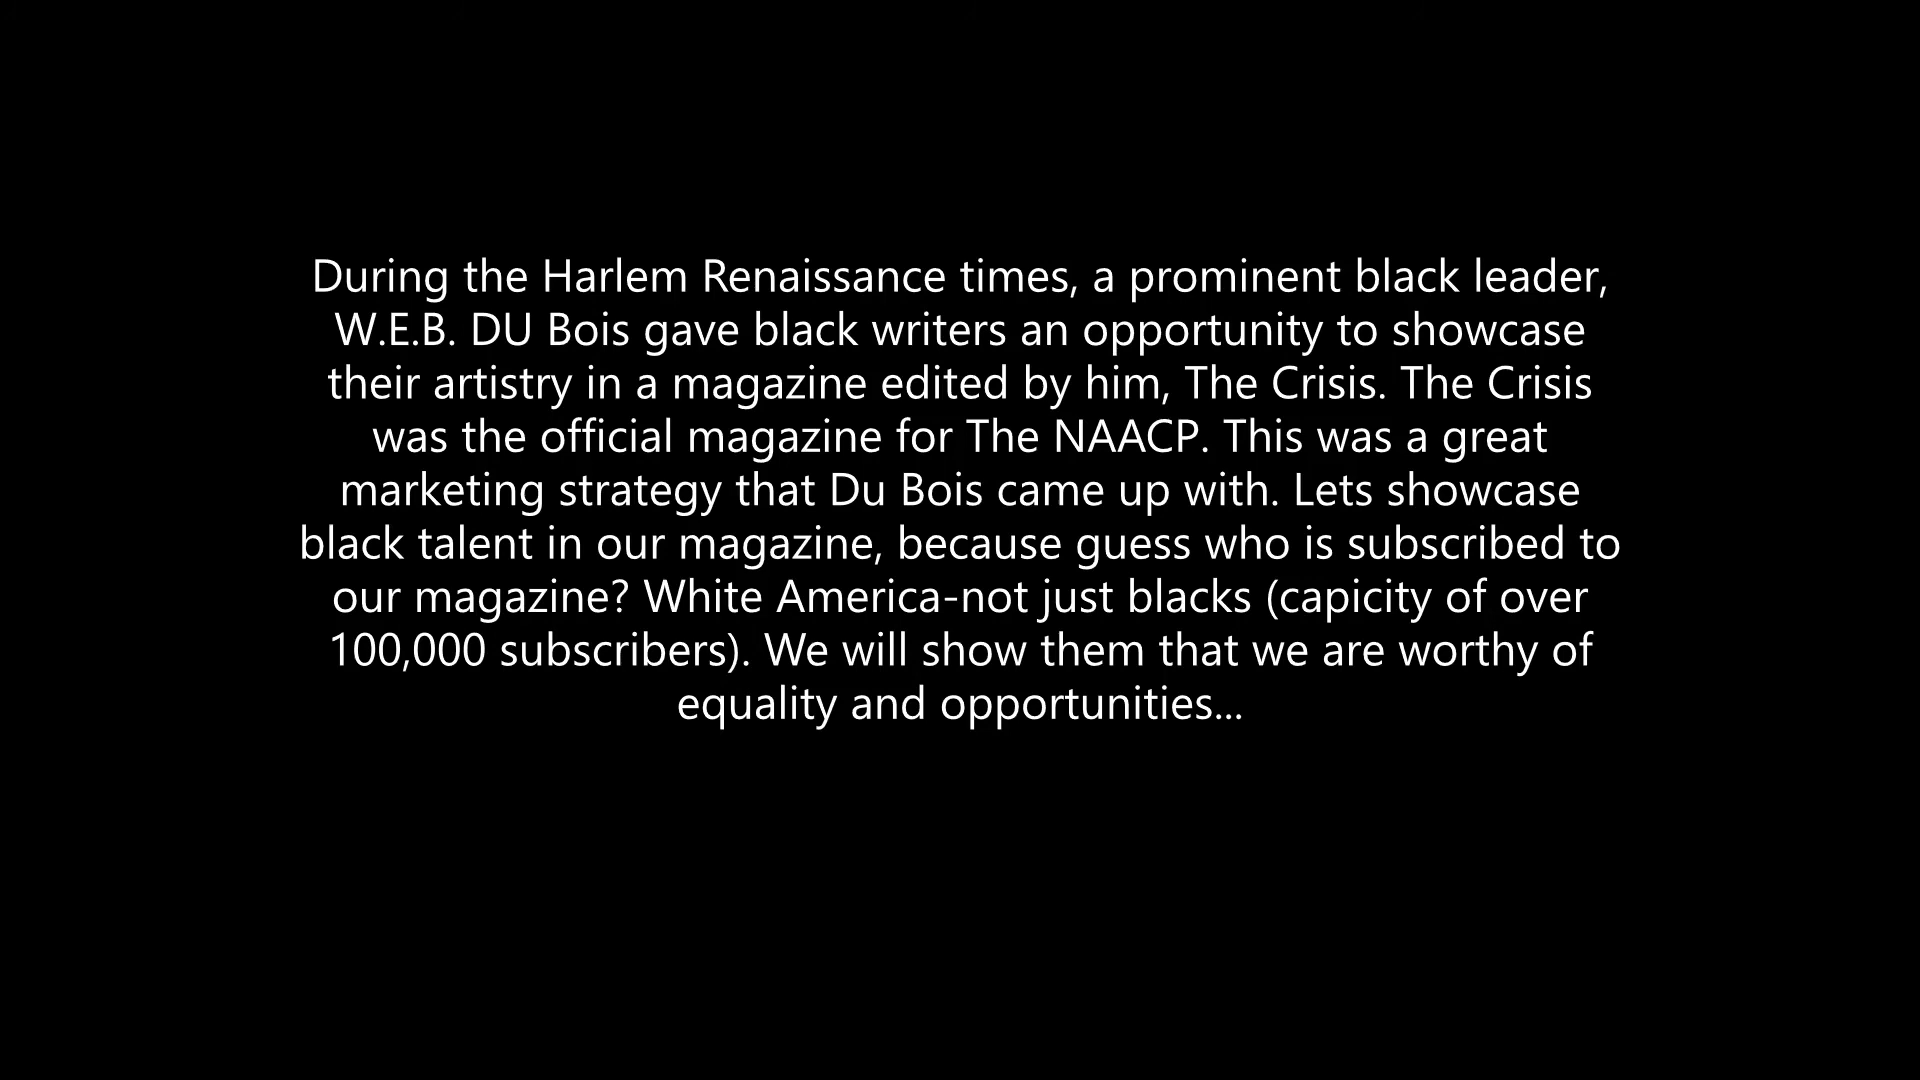 During the Harlem Renaissance times, a prominent black leader,
W.E.B. DU Bois gave black writers an opportunity to showcase
their artistry in a magazine edited by him, The Crisis. The Crisis
was the official magazine for The NAACP. This was a great
marketing strategy that Du Bois came up with. Lets showcase
black talent in our magazine, because guess who is subscribed to
our magazine? White America-not just blacks (capicity of over
100,000 subscribers). We will show them that we are worthy of
equality and opportunities...